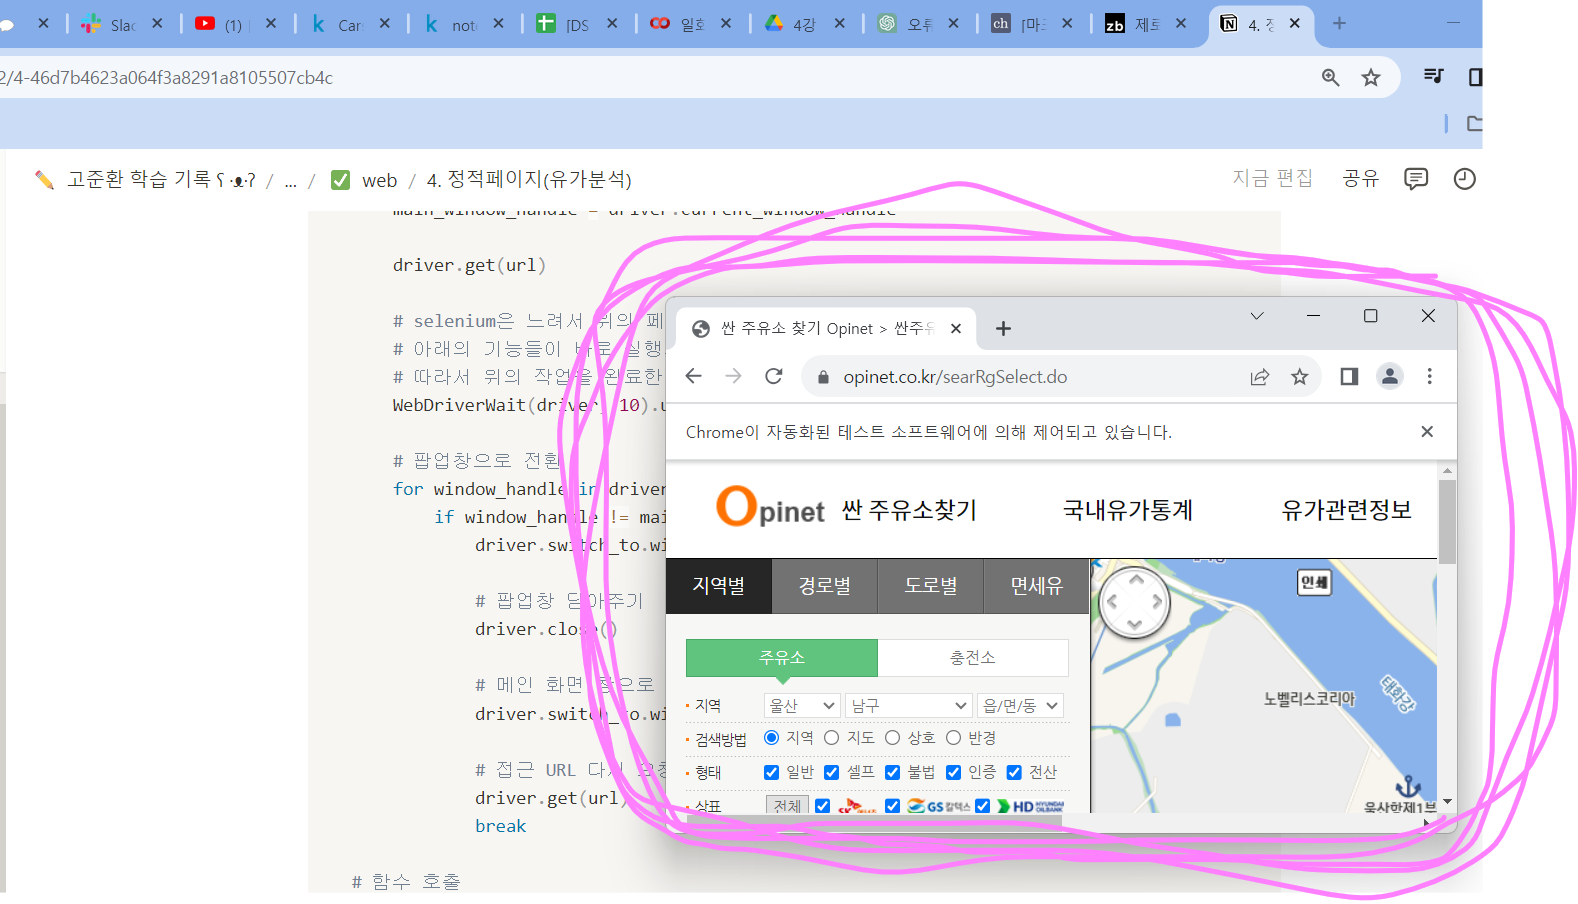 Slac
(1)
Car
not
[DS
일호
4강
오튜
[마
제로
4. 정
2/4-46d7b4623a064f3a8291a8105507cb4c
고준환 학습 기록 ʕ·ᴥ·ʔ / ... / web / 4. 정적페이지(유가분석)
지금 편집 공유
main_window_handle = driver.current_window_handle
driver.get(url)
# selenium은 느려서 위의 페
# 아래의 기능들이 바로 실행
# 따라서 위의 작업을 완료한
WebDriverWait(driver, 10).u
# 팝업창으로 전환
for window_handle in driver
if window_handle != mai
driver.switch_to.wi
# 팝업창 닫아주기
driver.close()
# 메인 화면 창으로
driver.switch_to.wi
# 접근 URL 다시 요청
driver.get(url)
break
# 함수 호출
싼 주유소 찾기 Opinet > 싼주유
opinet.co.kr/searRgSelect.do
Chrome이 자동화된 테스트 소프트웨어에 의해 제어되고 있습니다.
Opinet 싼 주유소찾기 국내유가통계 유가관련정보
지역별 경로별 도로별 면세유
주유소 충전소
지역 울산 남구 읍/면/동
검색방법 지역 지도 상호 반경
형태 일반 셀프 불법 인증 전산
상표 전체 SK GS칼텍스 HD HYUNDAI OILBANK
인쇄
노벨리스코리아
태화강
울산항제1부